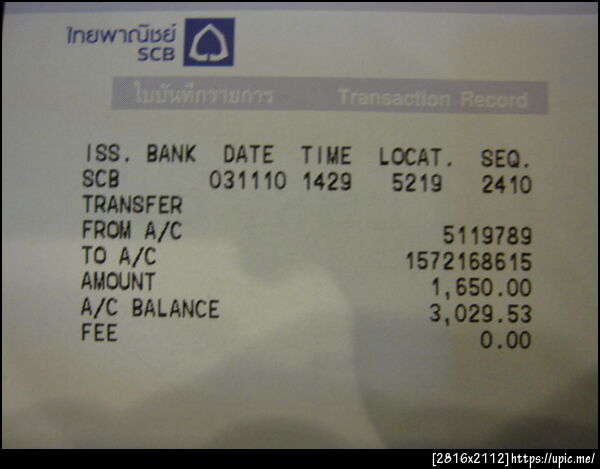 ไทยพาณิชย์
SCB
ใบบันทึกรายการ Transaction Record
ISS. BANK DATE TIME LOCAT. SEQ.
SCB 031110 1429 5219 2410
TRANSFER
FROM A/C 5119789
TO A/C 1572168615
AMOUNT 1,650.00
A/C BALANCE 3,029.53
FEE 0.00
[2816x2112]https://upic.me/